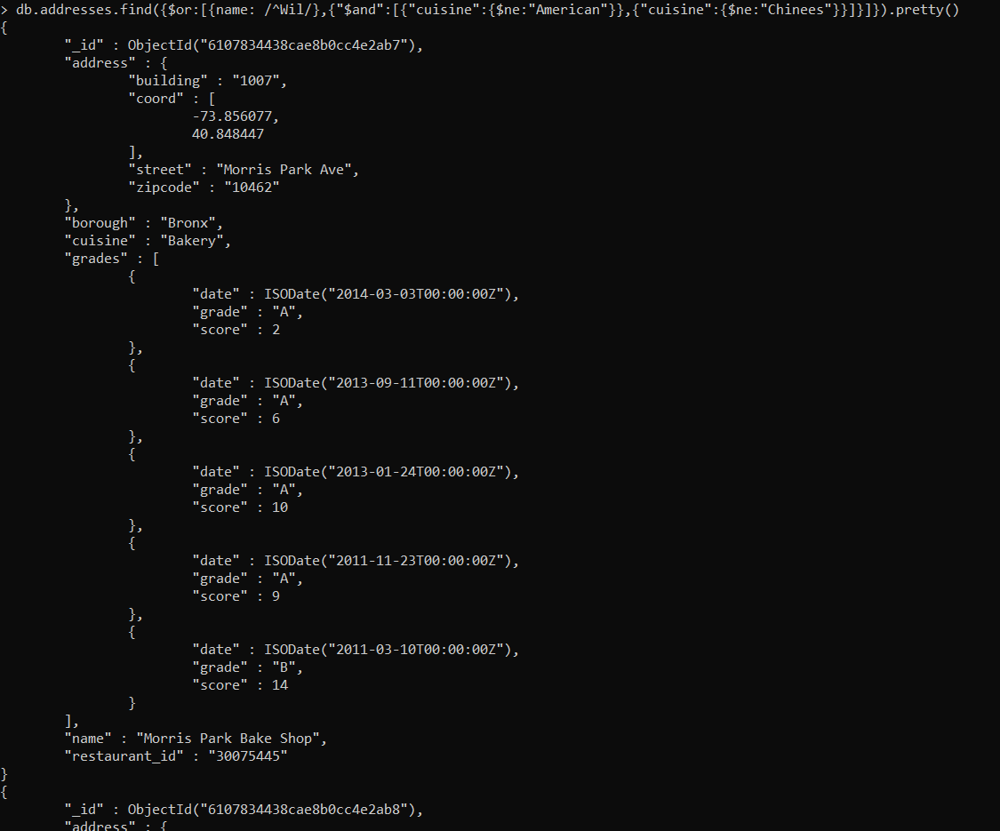 > db.addresses.find({$or:[{name: /^Wil/},{"$and":[{"cuisine":{$ne:"American"}},{"cuisine":{$ne:"Chinees"}}]}]}).pretty()
{
        "_id" : ObjectId("6107834438cae8b0cc4e2ab7"),
        "address" : {
                "building" : "1007",
                "coord" : [
                        -73.856077,
                        40.848447
                ],
                "street" : "Morris Park Ave",
                "zipcode" : "10462"
        },
        "borough" : "Bronx",
        "cuisine" : "Bakery",
        "grades" : [
                {
                        "date" : ISODate("2014-03-03T00:00:00Z"),
                        "grade" : "A",
                        "score" : 2
                },
                {
                        "date" : ISODate("2013-09-11T00:00:00Z"),
                        "grade" : "A",
                        "score" : 6
                },
                {
                        "date" : ISODate("2013-01-24T00:00:00Z"),
                        "grade" : "A",
                        "score" : 10
                },
                {
                        "date" : ISODate("2011-11-23T00:00:00Z"),
                        "grade" : "A",
                        "score" : 9
                },
                {
                        "date" : ISODate("2011-03-10T00:00:00Z"),
                        "grade" : "B",
                        "score" : 14
                }
        ],
        "name" : "Morris Park Bake Shop",
        "restaurant_id" : "30075445"
}
{
        "_id" : ObjectId("6107834438cae8b0cc4e2ab8"),
        "address" : {